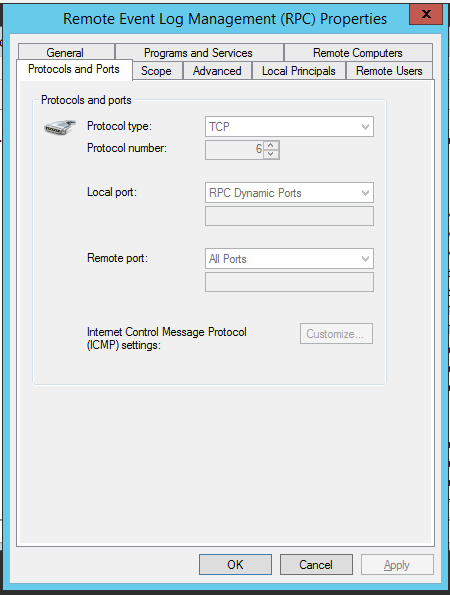 Remote Event Log Management (RPC) Properties
x
General
Programs and Services
Remote Computers
Protocols and Ports
Scope
Advanced
Local Principals
Remote Users
Protocols and ports
Protocol type:
TCP
Protocol number:
6
Local port:
RPC Dynamic Ports
Remote port:
All Ports
Internet Control Message Protocol
(ICMP) settings:
Customize...
OK
Cancel
Apply